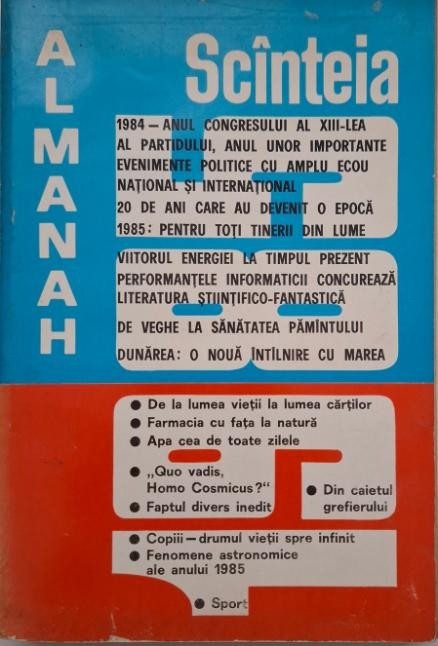 ALMANAH
Scînteia
1984 — ANUL CONGRESULUI AL XIII-LEA
AL PARTIDULUI, ANUL UNOR IMPORTANTE
EVENIMENTE POLITICE CU AMPLU ECOU
NAȚIONAL ȘI INTERNAȚIONAL
20 DE ANI CARE AU DEVENIT O EPOCĂ
1985: PENTRU TOȚI TINERII DIN LUME
VIITORUL ENERGIEI LA TIMPUL PREZENT
PERFORMANȚELE INFORMATICII CONCUREAZĂ
LITERATURA ȘTIINȚIFICO-FANTASTICĂ
DE VEGHE LA SĂNĂTATEA PĂMÎNTULUI
DUNĂREA: O NOUĂ ÎNTÎLNIRE CU MAREA
● De la lumea vieții la lumea cărților
● Farmacia cu fața la natură
● Apa cea de toate zilele
● „Quo vadis,
Homo Cosmicus?“
● Faptul divers inedit
● Din caietul
grefierului
● Copiii — drumul vieții spre infinit
● Fenomene astronomice
ale anului 1985
● Sport